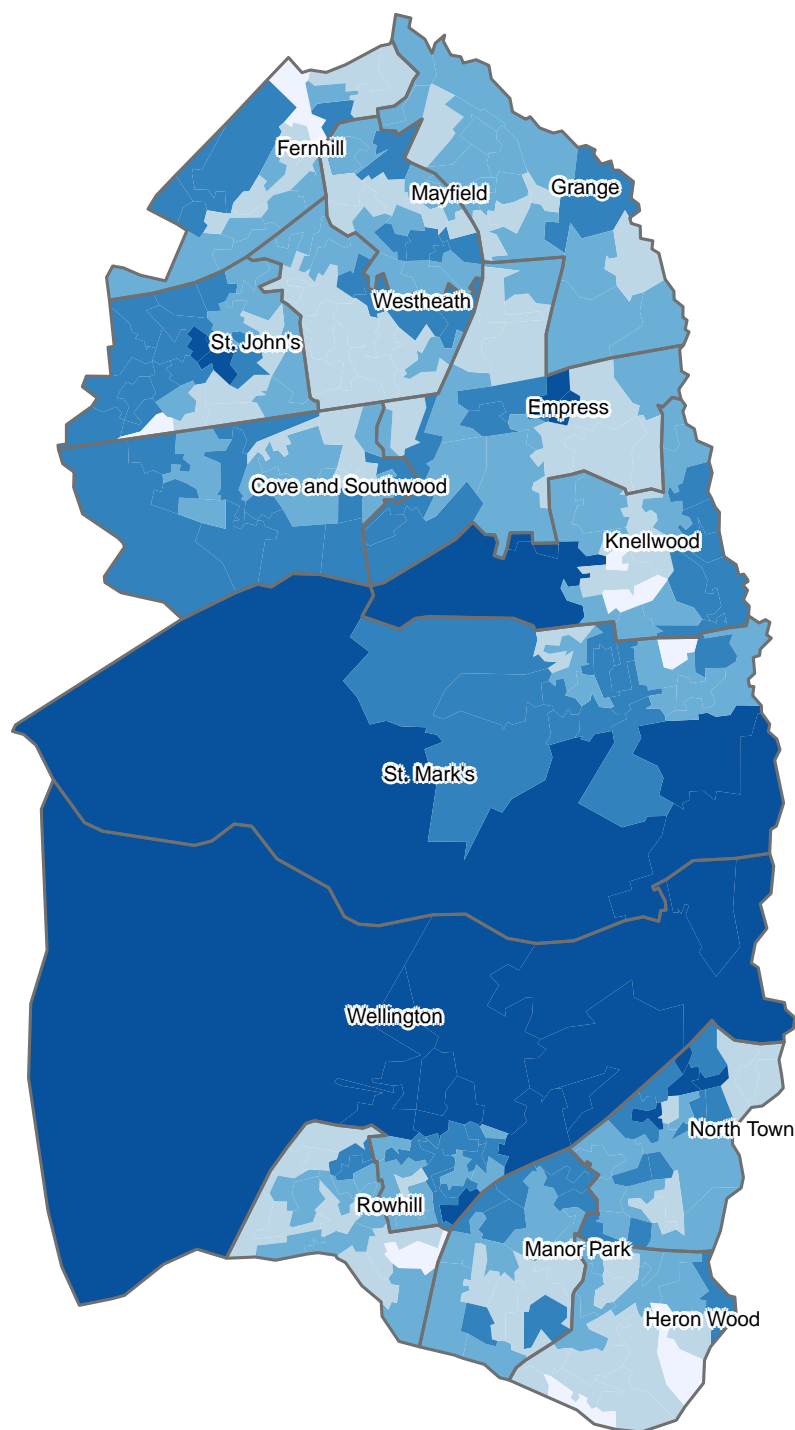 Fernhill
Mayfield
Grange
Westheath
St. John's
Empress
Cove and Southwood
Knellwood
St. Mark's
Wellington
North Town
Rowhill
Manor Park
Heron Wood